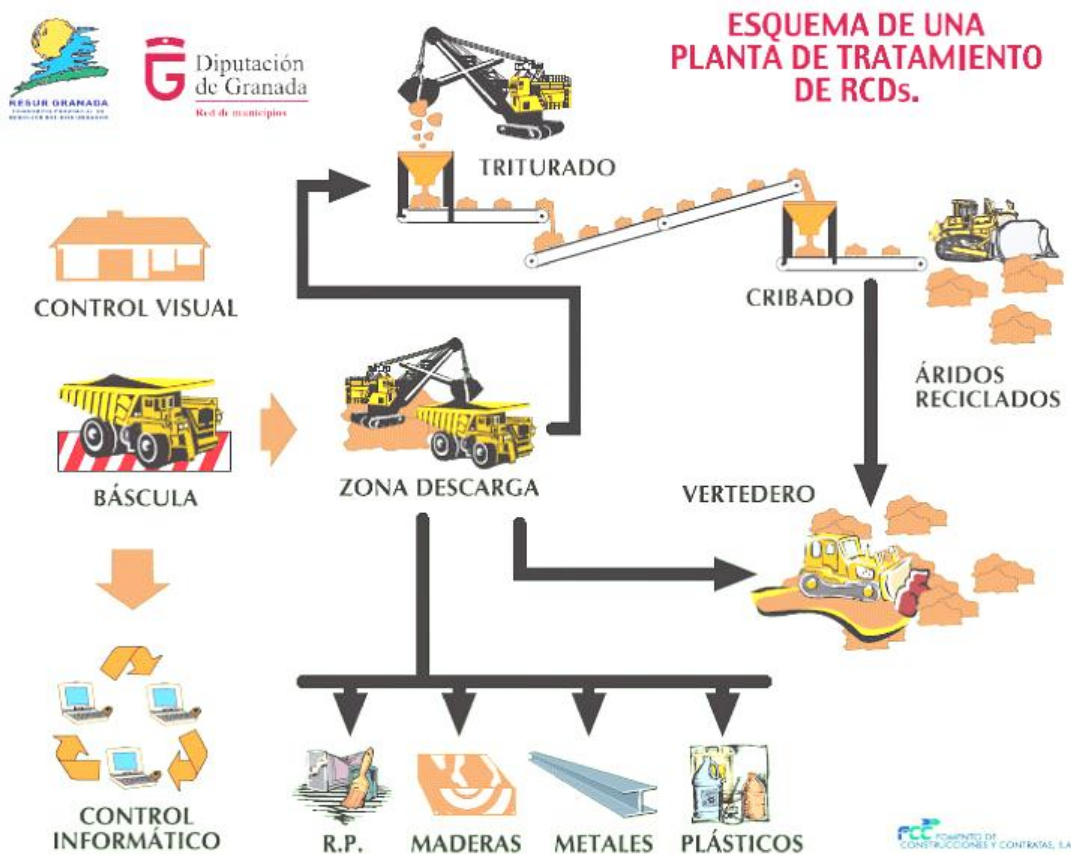 ESQUEMA DE UNA
PLANTA DE TRATAMIENTO
DE RCDs.
RESUR GRANADA
Diputación
de Granada
Red de municipios
TRITURADO
CONTROL VISUAL
CRIBADO
ÁRIDOS
RECICLADOS
BÁSCULA
ZONA DESCARGA
VERTEDERO
CONTROL
INFORMÁTICO
R.P.
MADERAS
METALES
PLÁSTICOS
FCC FOMENTO DE
CONSTRUCCIONES Y CONTRATAS, S.A.